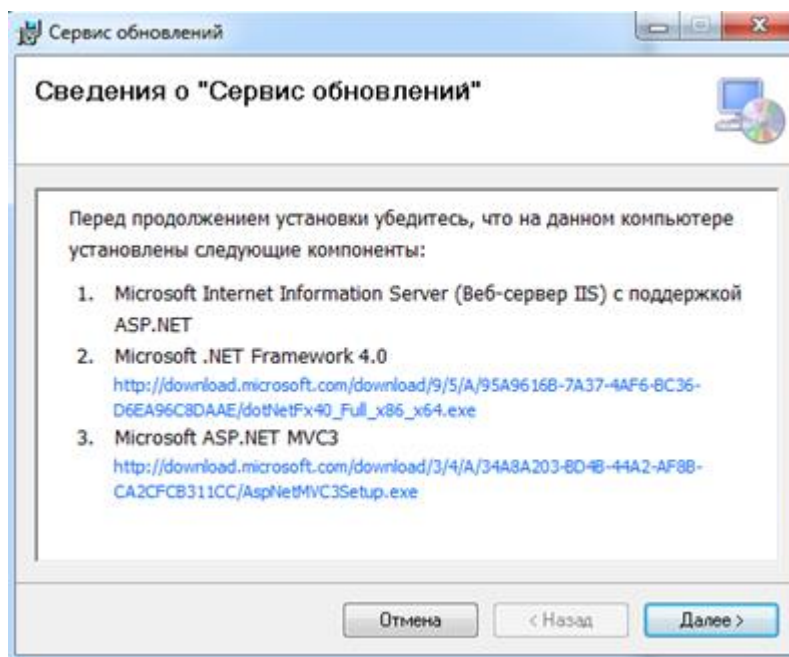 Сервис обновлений
Сведения о "Сервис обновлений"
Перед продолжением установки убедитесь, что на данном компьютере
установлены следующие компоненты:
1. Microsoft Internet Information Server (Веб-сервер IIS) с поддержкой
ASP.NET
2. Microsoft .NET Framework 4.0
http://download.microsoft.com/download/9/5/A/95A9616B-7A37-4AF6-BC36-
D6EA96C8DAAE/dotNetFx40_Full_x86_x64.exe
3. Microsoft ASP.NET MVC3
http://download.microsoft.com/download/3/4/A/34A8A203-BD4B-44A2-AF8B-
CA2CFCB311CC/AspNetMVC3Setup.exe
Отмена < Назад Далее >